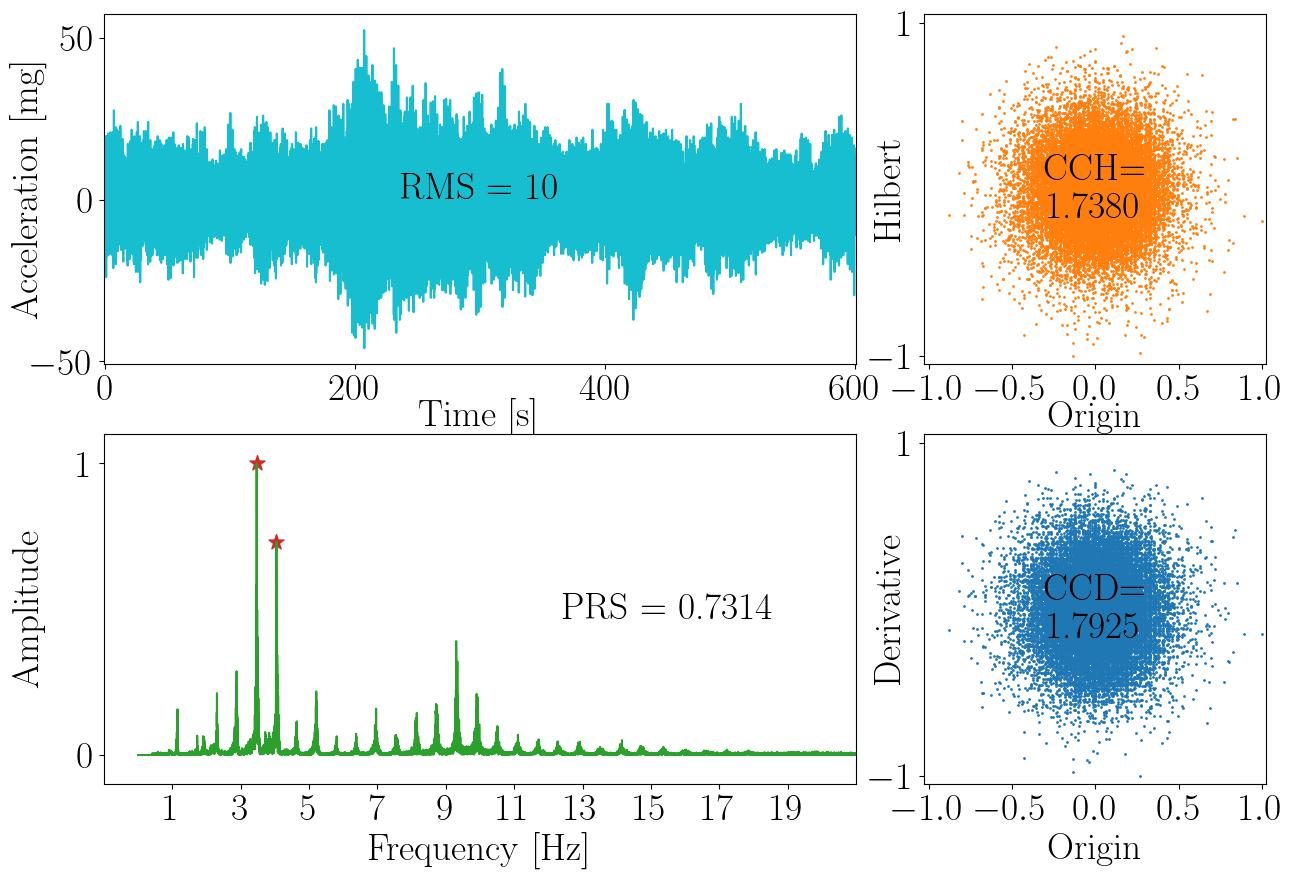 50
0
−50
Acceleration [mg]
RMS = 10
0 200 400 600
Time [s]
1
−1
Hilbert
CCH=
1.7380
−1.0 −0.5 0.0 0.5 1.0
Origin
1
0
Amplitude
PRS = 0.7314
1 3 5 7 9 11 13 15 17 19
Frequency [Hz]
1
−1
Derivative
CCD=
1.7925
−1.0 −0.5 0.0 0.5 1.0
Origin